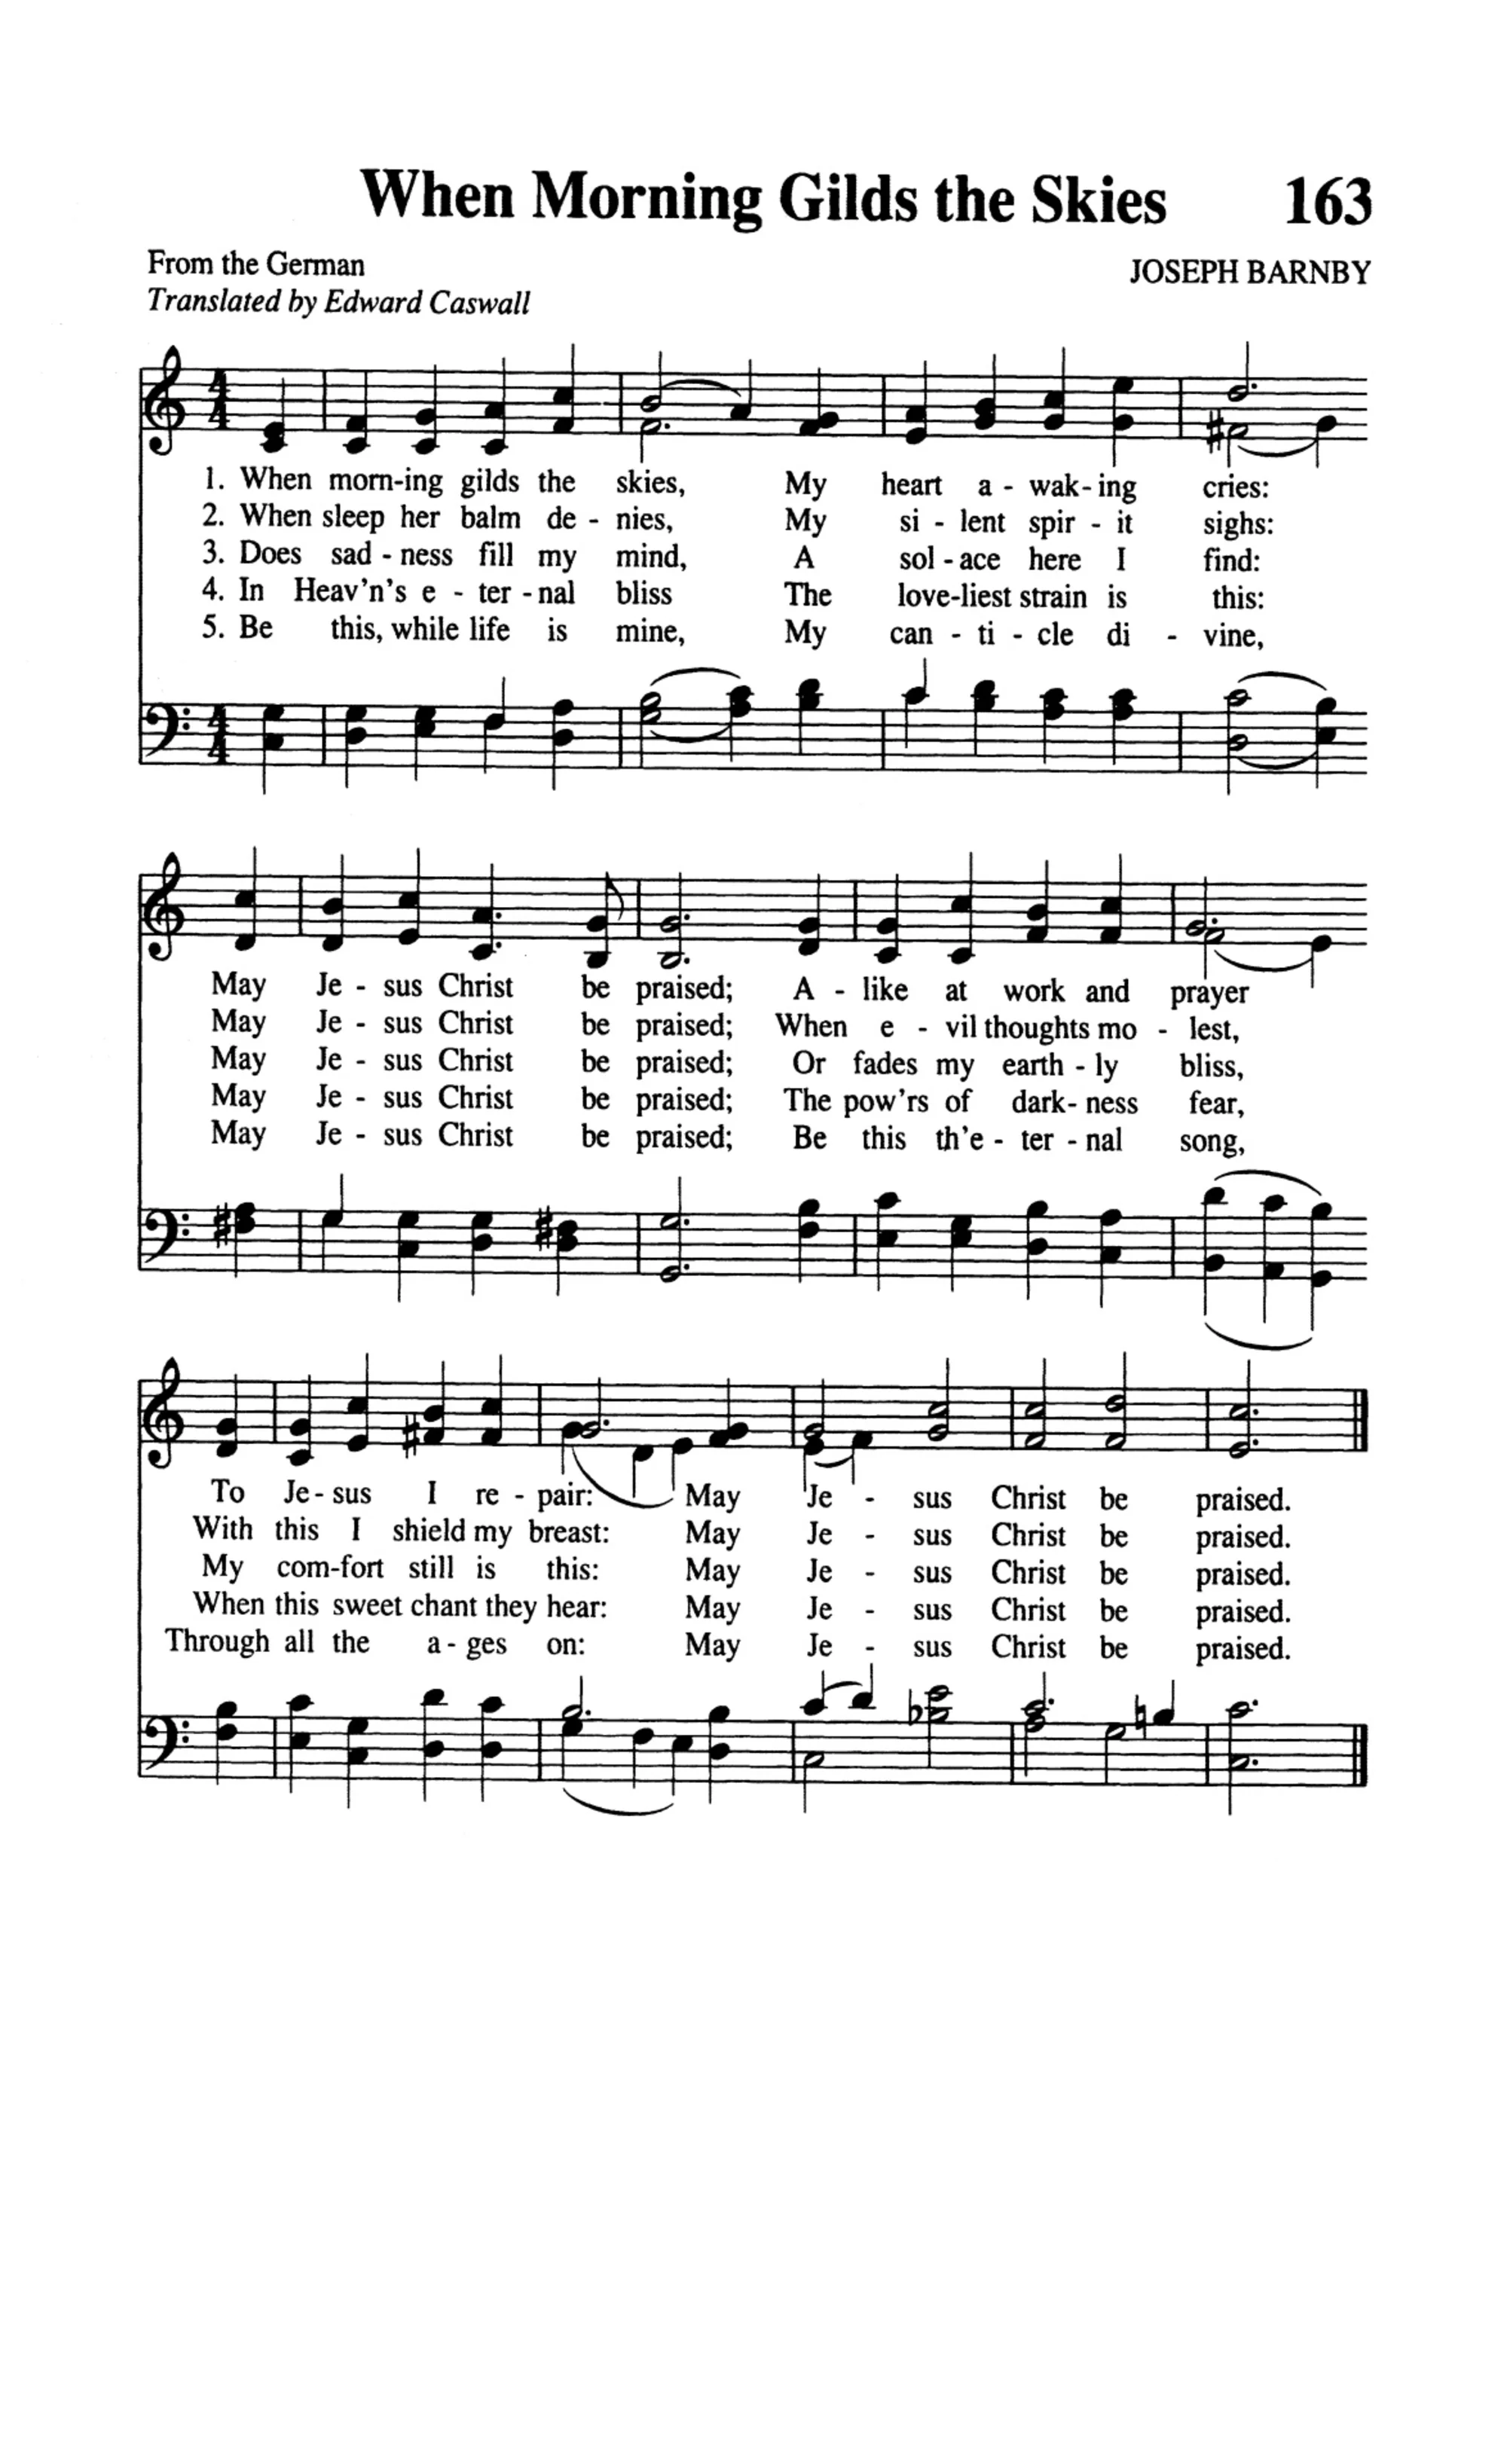 When Morning Gilds the Skies 163
From the German
JOSEPH BARNBY
Translated by Edward Caswall
4 4
1. When morn-ing gilds the skies, My heart a - wak - ing cries:
2. When sleep her balm de - nies, My si - lent spir - it sighs:
3. Does sad - ness fill my mind, A sol - ace here I find:
4. In Heav'n's e - ter - nal bliss The love-liest strain is this:
5. Be this, while life is mine, My can - ti - cle di - vine,
4 4
May Je - sus Christ be praised; A - like at work and prayer
May Je - sus Christ be praised; When e - vil thoughts mo - lest,
May Je - sus Christ be praised; Or fades my earth - ly bliss,
May Je - sus Christ be praised; The pow'rs of dark- ness fear,
May Je - sus Christ be praised; Be this th'e - ter - nal song,
To Je - sus I re - pair: May Je - sus Christ be praised.
With this I shield my breast: May Je - sus Christ be praised.
My com-fort still is this: May Je - sus Christ be praised.
When this sweet chant they hear: May Je - sus Christ be praised.
Through all the a - ges on: May Je - sus Christ be praised.